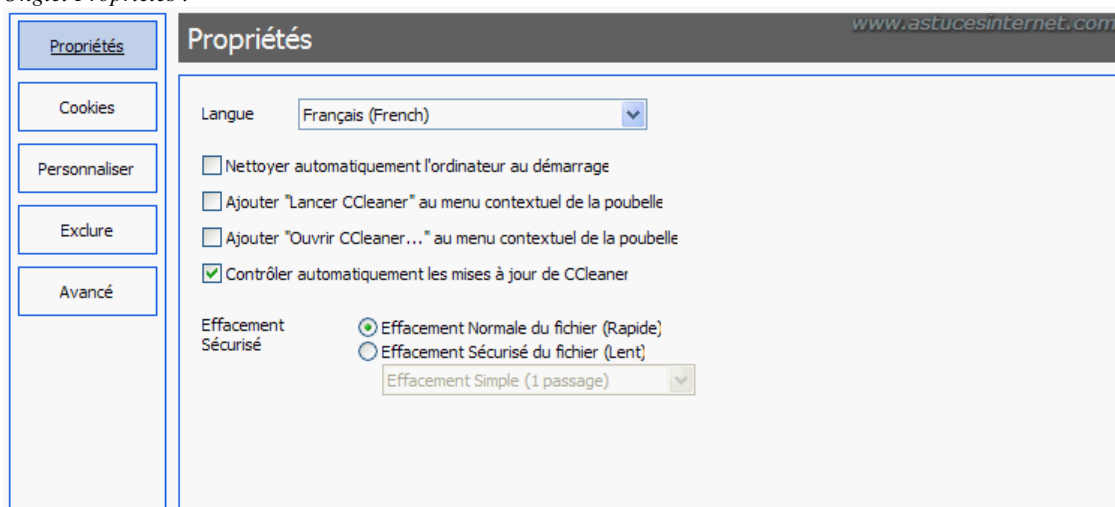 Onglet Propriétés :
www.astucesinternet.com
Propriétés
Propriétés
Cookies
Personnaliser
Exclure
Avancé
Langue Français (French)
Nettoyer automatiquement l'ordinateur au démarrage
Ajouter "Lancer CCleaner" au menu contextuel de la poubelle
Ajouter "Ouvrir CCleaner..." au menu contextuel de la poubelle
Contrôler automatiquement les mises à jour de CCleaner
Effacement
Sécurisé
Effacement Normale du fichier (Rapide)
Effacement Sécurisé du fichier (Lent)
Effacement Simple (1 passage)